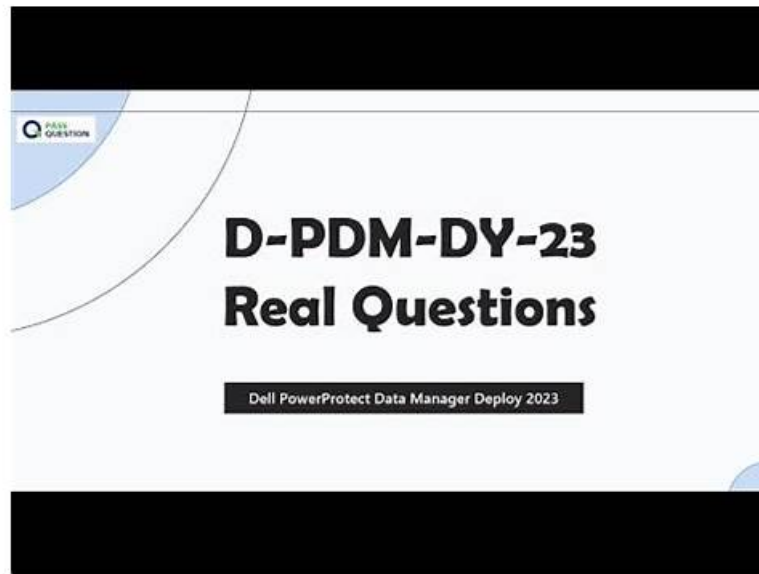 PASS
QUESTION
D-PDM-DY-23
Real Questions
Dell PowerProtect Data Manager Deploy 2023